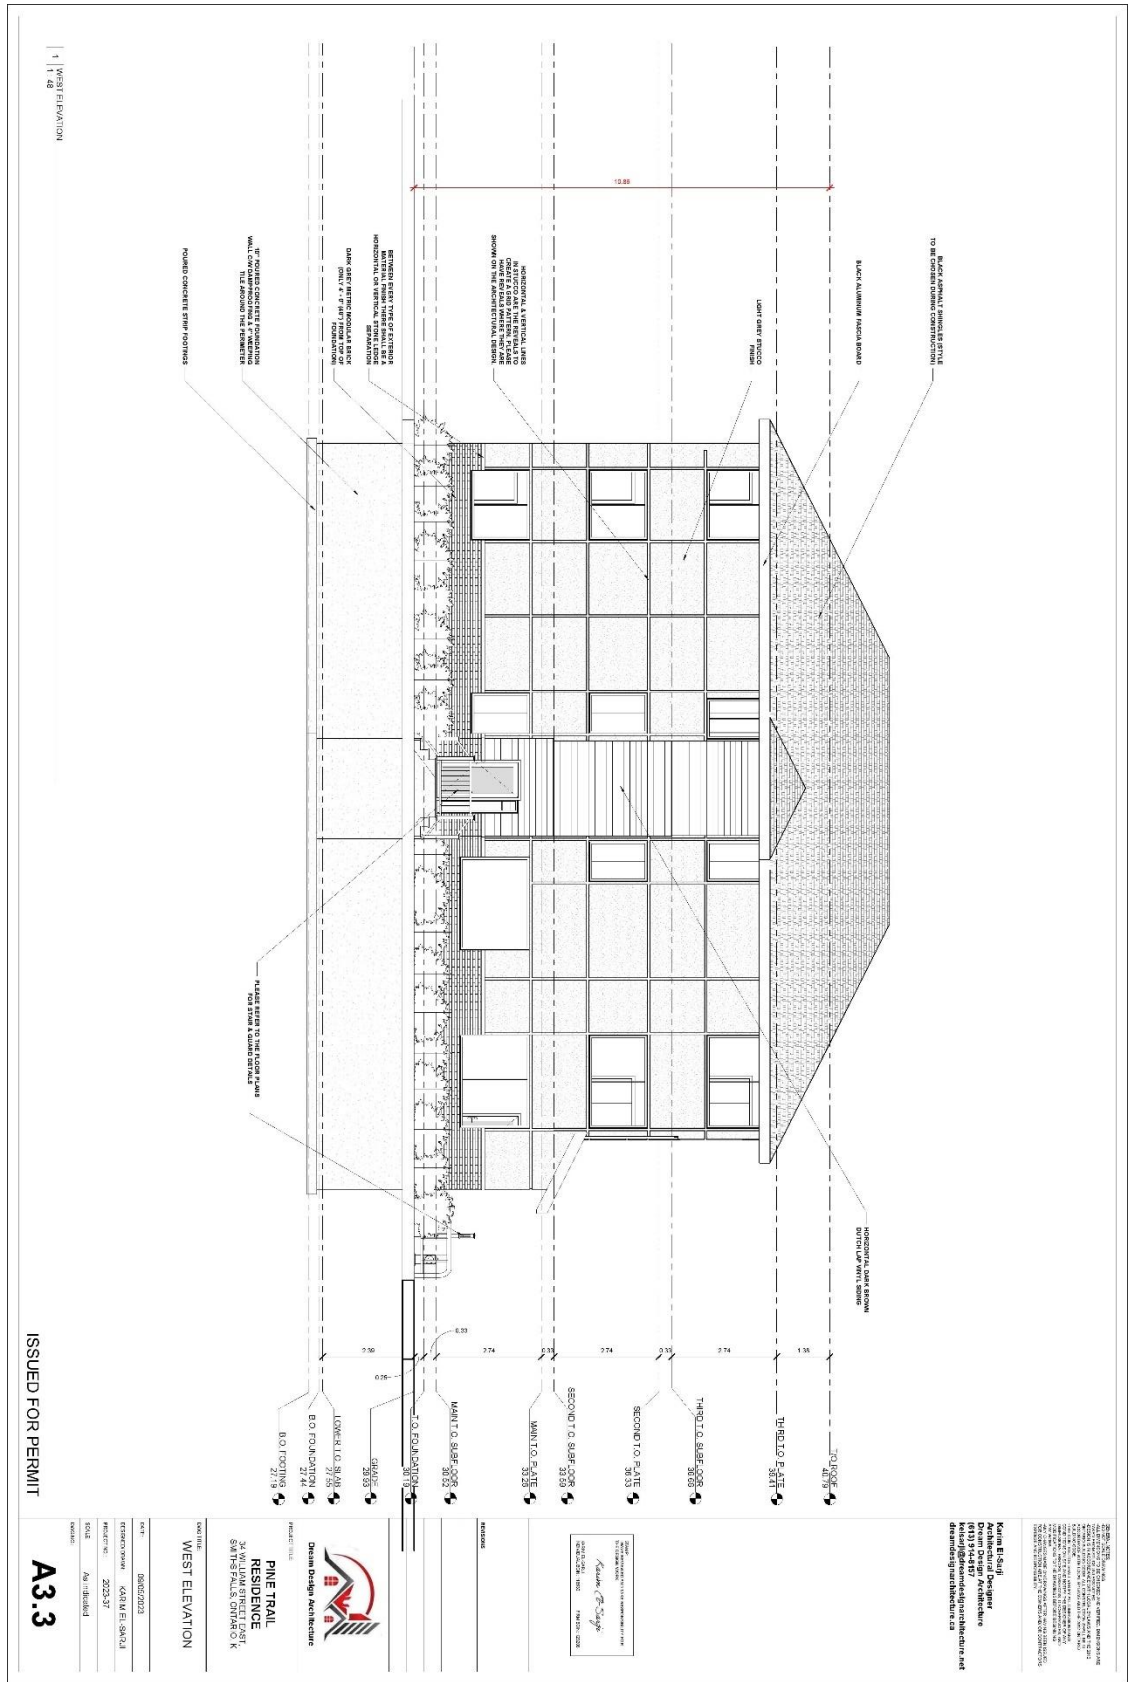 BLACK ASPHALT SHINGLES (STYLE
TO BE CHOSEN DURING CONSTRUCTION)
BLACK ALUMINUM FASCIA BOARD
LIGHT GREY STUCCO
FINISH
HORIZONTAL & VERTICAL LINES
IN STUCCO ARE THE REVEALS TO
CREATE A GRID PATTERN. PLEASE
HAVE REVEALS WHERE THEY ARE
SHOWN ON THE ARCHITECTURAL DESIGN.
BETWEEN EVERY TYPE OF EXTERIOR
MATERIAL FINISH THERE SHALL BE A
HORIZONTAL OR VERTICAL STONE LEDGE
SEPARATION
DARK GREY METRIC MODULAR BRICK
(ONLY 4' - 0" (48") FROM TOP OF
FOUNDATION)
10" POURED CONCRETE FOUNDATION
WALL C/W DAMPPROOFING & 4" WEEPING
TILE AROUND THE PERIMETER
POURED CONCRETE STRIP FOOTINGS
10.86
HORIZONTAL DARK BROWN
DUTCH LAP VINYL SIDING
PLEASE REFER TO THE FLOOR PLANS
FOR STAIR & GUARD DETAILS
1.38
2.74
0.33
2.74
0.33
2.74
0.33
0.25
2.39
T.O. ROOF
40.79
THIRD T.O. PLATE
39.41
THIRD T.O. SUBFLOOR
36.66
SECOND T.O. PLATE
36.33
SECOND T.O. SUBFLOOR
33.59
MAIN T.O. PLATE
33.26
MAIN T.O. SUBFLOOR
30.52
T.O. FOUNDATION
30.19
GRADE
29.93
LOWER T.O. SLAB
27.55
B.O. FOUNDATION
27.44
B.O. FOOTING
27.19
1 WEST ELEVATION
1 : 48
ISSUED FOR PERMIT
GENERAL NOTES
Karim El-Sarji
Architectural Designer
Dream Design Architecture
(613) 914-8157
kelsarji@dreamdesignarchitecture.net
dreamdesignarchitecture.ca
REVISIONS
Dream Design Architecture
PROJECT TITLE:
PINE TRAIL
RESIDENCE
34 WILLIAM STREET EAST,
SMITHS FALLS, ONTARIO, K
DWG TITLE:
WEST ELEVATION
DATE:
09/05/2023
DESIGNED/DRAWN:
KARIM EL-SARJI
PROJECT NO.
2023-37
SCALE
As indicated
DWG NO.:
A3.3